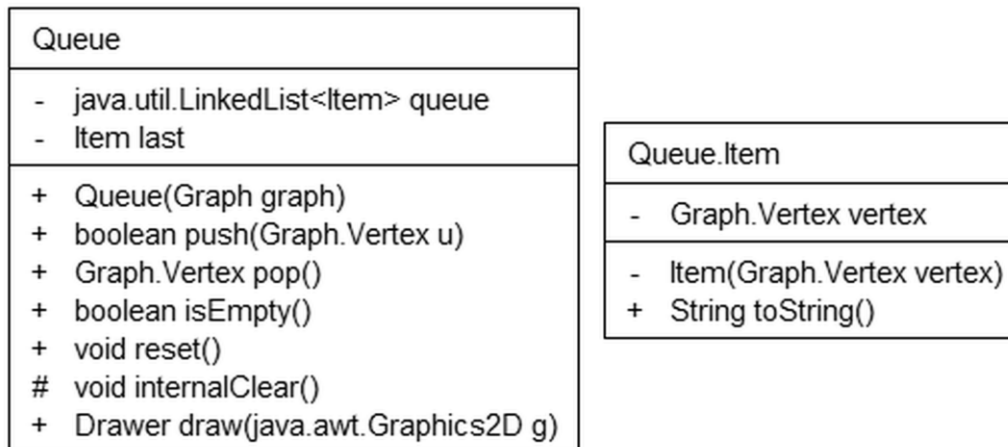 Queue
- java.util.LinkedList<Item> queue
- Item last
+ Queue(Graph graph)
+ boolean push(Graph.Vertex u)
+ Graph.Vertex pop()
+ boolean isEmpty()
+ void reset()
# void internalClear()
+ Drawer draw(java.awt.Graphics2D g)
Queue.Item
- Graph.Vertex vertex
- Item(Graph.Vertex vertex)
+ String toString()